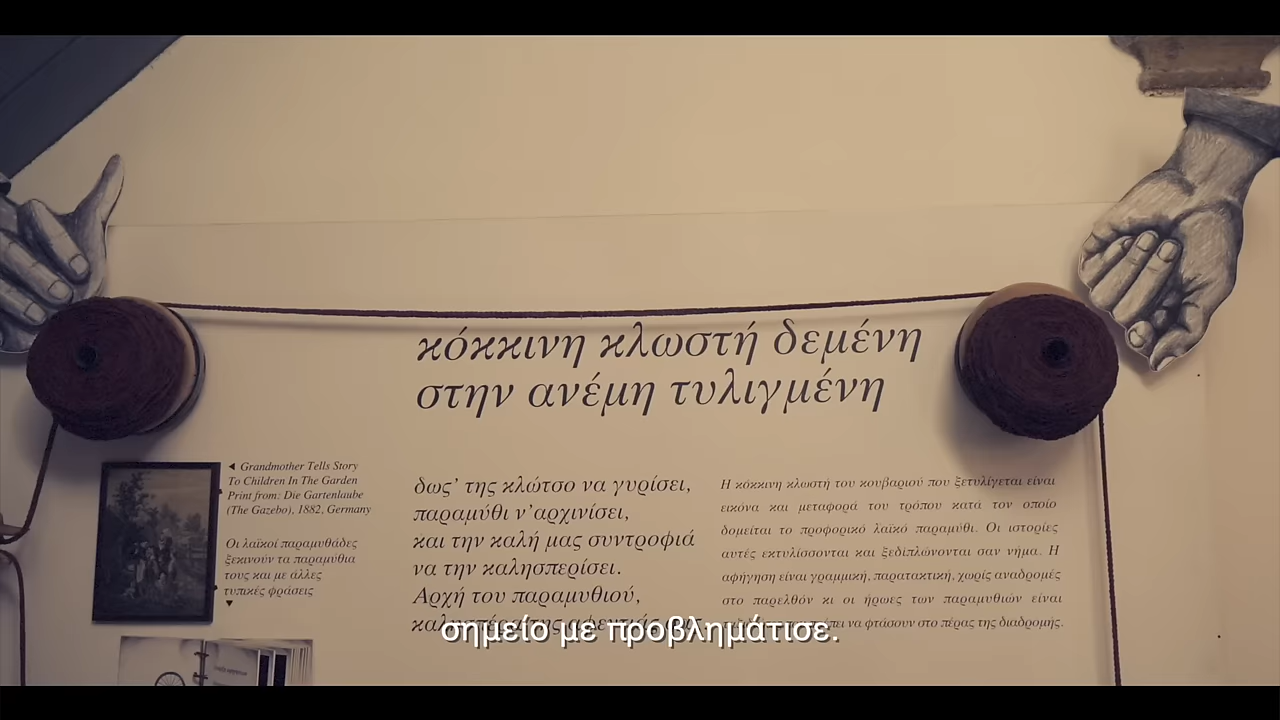 κόκκινη κλωστή δεμένη
στην ανέμη τυλιγμένη
◄ Grandmother Tells Story
To Children In The Garden
Print from: Die Gartenlaube
(The Gazebo), 1882, Germany
Οι λαϊκοί παραμυθάδες
ξεκινούν τα παραμύθια
τους και με άλλες
τυπικές φράσεις
▼
δως' της κλώτσο να γυρίσει,
παραμύθι ν'αρχινίσει,
και την καλή μας συντροφιά
να την καλησπερίσει.
Αρχή του παραμυθιού,
Η κόκκινη κλωστή του κουβαριού που ξετυλίγεται είναι
εικόνα και μεταφορά του τρόπου κατά τον οποίο
δομείται το προφορικό λαϊκό παραμύθι. Οι ιστορίες
αυτές εκτυλίσσονται και ξεδιπλώνονται σαν νήμα. Η
αφήγηση είναι γραμμική, παρατακτική, χωρίς αναδρομές
στο παρελθόν κι οι ήρωες των παραμυθιών είναι
να φτάσουν στο πέρας της διαδρομής.
σημείο με προβλημάτισε.